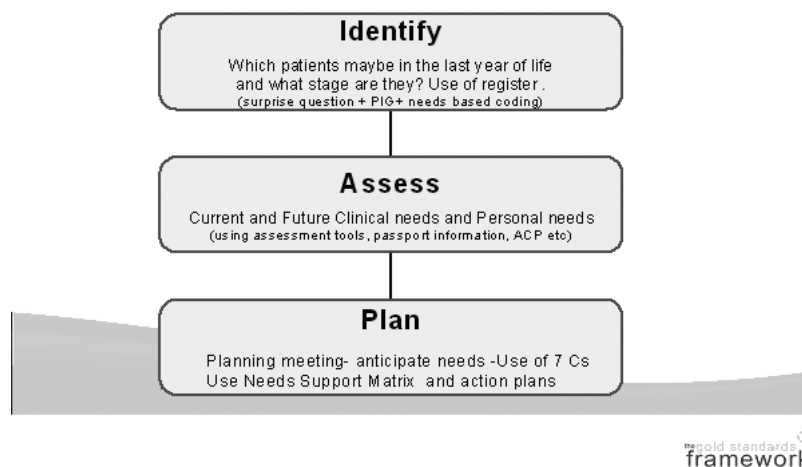 Identify
Which patients maybe in the last year of life
and what stage are they? Use of register .
(surprise question + PIG+ needs based coding)
Assess
Current and Future Clinical needs and Personal needs
(using assessment tools, passport information, ACP etc)
Plan
Planning meeting- anticipate needs -Use of 7 Cs
Use Needs Support Matrix and action plans
the gold standards
framework